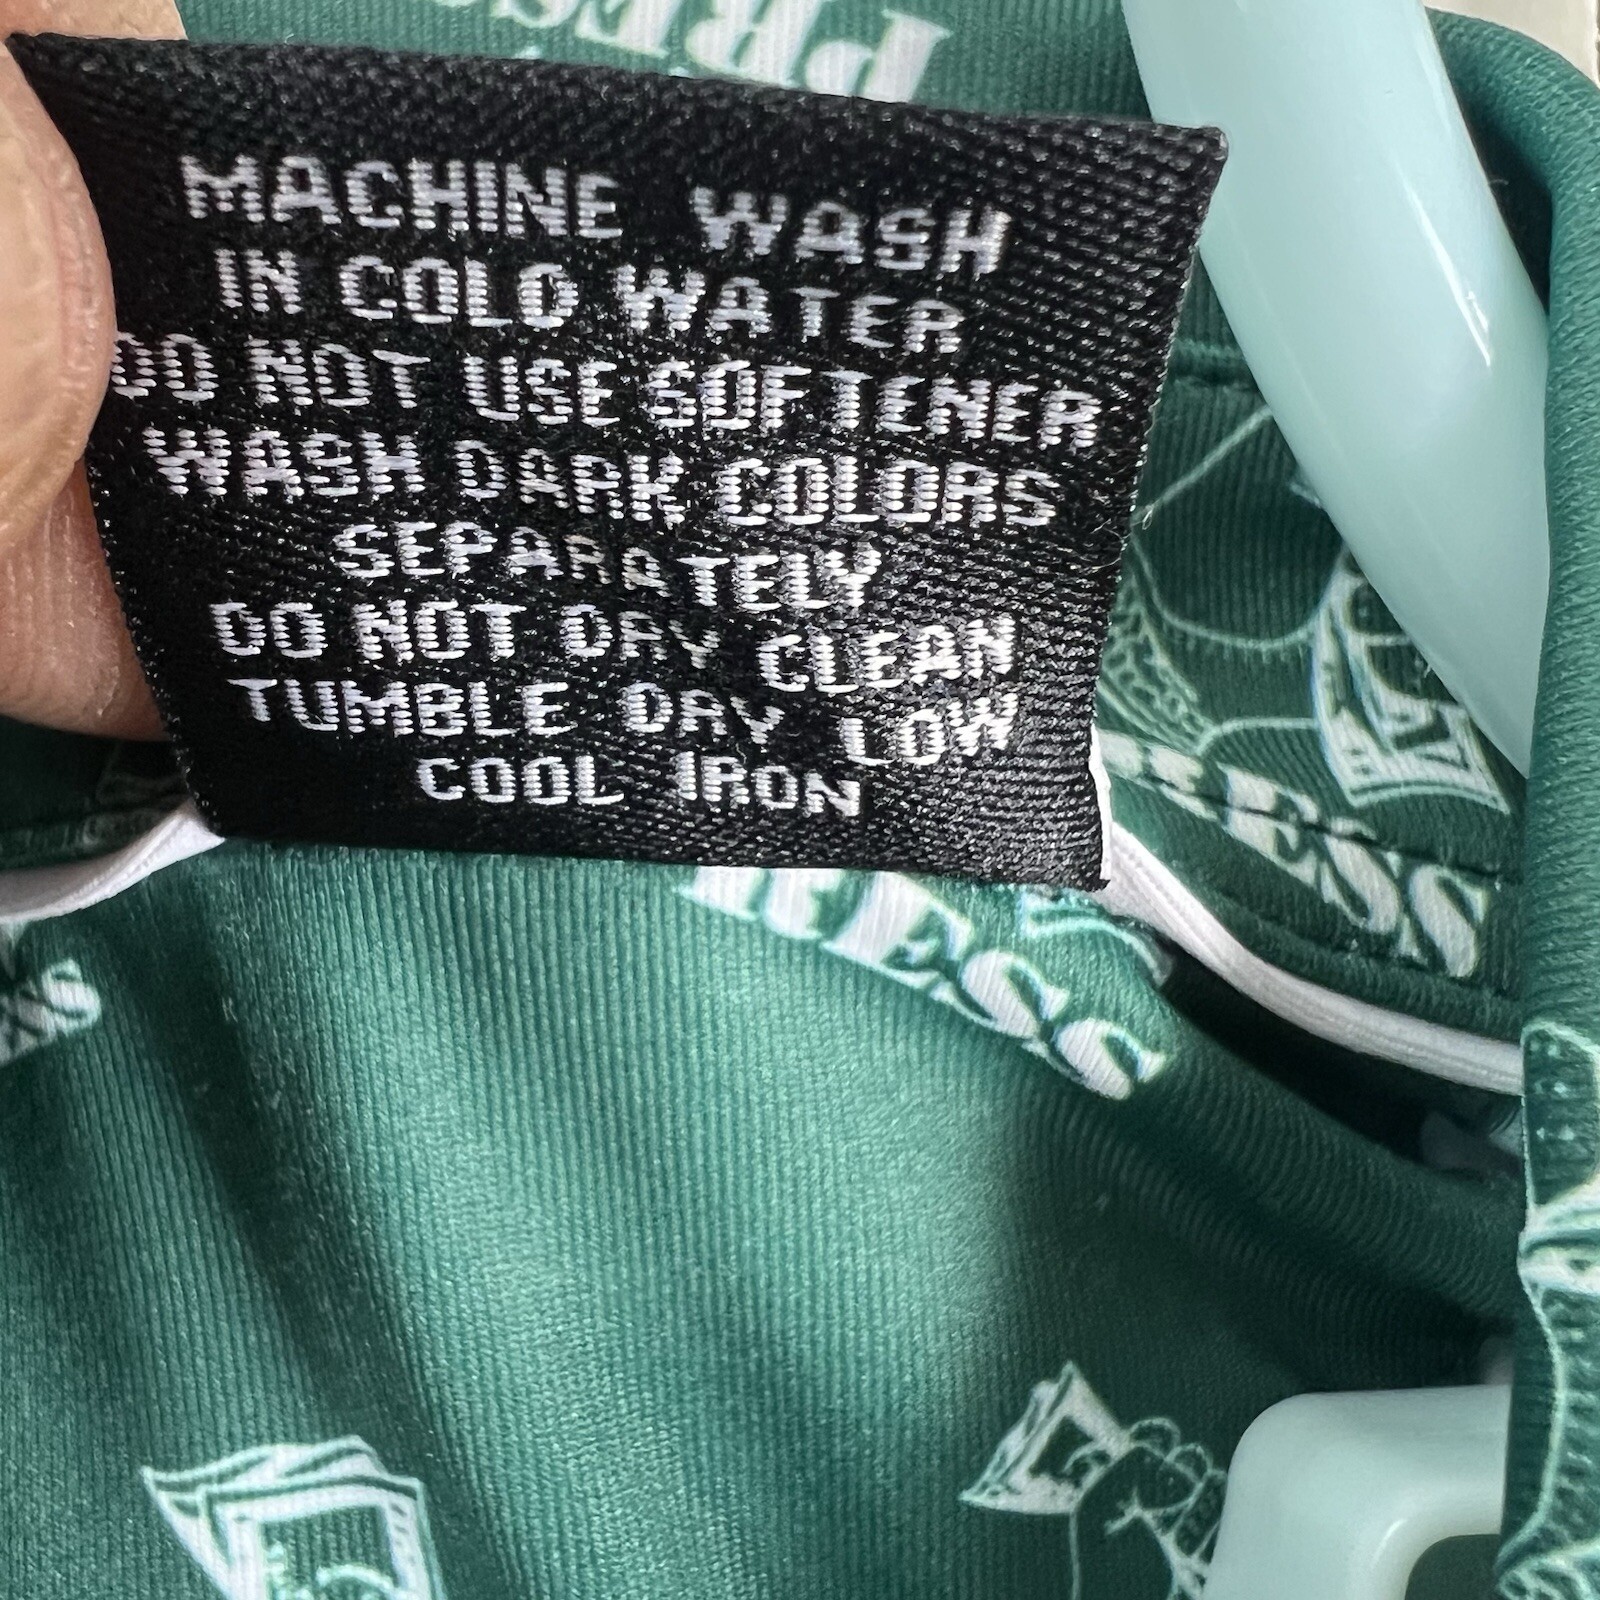 PRESS
MACHINE WASH
IN COLD WATER
DO NOT USE SOFTENER
WASH DARK COLORS
SEPARATELY
DO NOT DRY CLEAN
TUMBLE DRY LOW
COOL IRON